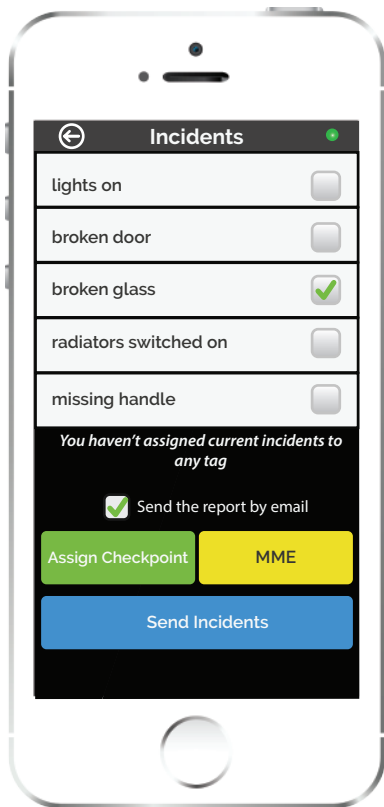 Incidents
lights on
broken door
broken glass
radiators switched on
missing handle
You haven't assigned current incidents to
any tag
Send the report by email
Assign Checkpoint
MME
Send Incidents